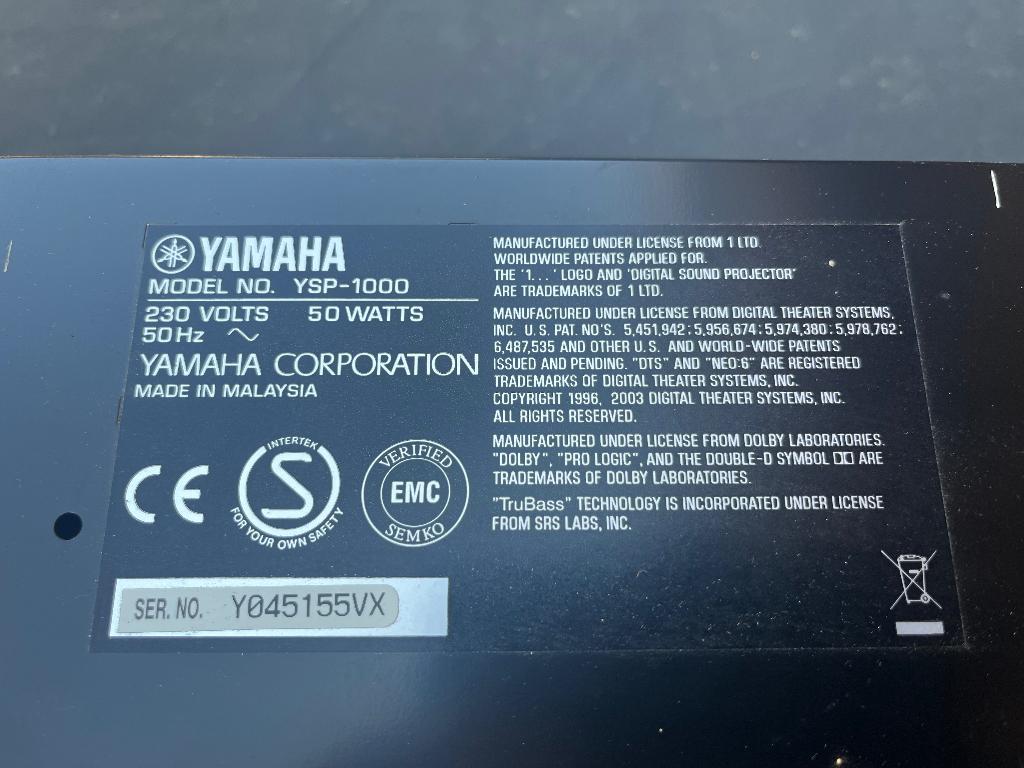 YAMAHA
MODEL NO. YSP-1000
230 VOLTS 50 WATTS
50Hz ~
YAMAHA CORPORATION
MADE IN MALAYSIA
CE
INTERTEK
S
FOR YOUR OWN SAFETY
VERIFIED
EMC
SEMKO
SER. NO. Y045155VX
MANUFACTURED UNDER LICENSE FROM 1 LTD.
WORLDWIDE PATENTS APPLIED FOR.
THE '1...' LOGO AND 'DIGITAL SOUND PROJECTOR'
ARE TRADEMARKS OF 1 LTD.
MANUFACTURED UNDER LICENSE FROM DIGITAL THEATER SYSTEMS,
INC. U.S. PAT. NO'S. 5,451,942; 5,956,674; 5,974,380; 5,978,762;
6,487,535 AND OTHER U.S. AND WORLD-WIDE PATENTS
ISSUED AND PENDING. "DTS" AND "NEO:6" ARE REGISTERED
TRADEMARKS OF DIGITAL THEATER SYSTEMS, INC.
COPYRIGHT 1996, 2003 DIGITAL THEATER SYSTEMS, INC.
ALL RIGHTS RESERVED.
MANUFACTURED UNDER LICENSE FROM DOLBY LABORATORIES.
"DOLBY", "PRO LOGIC", AND THE DOUBLE-D SYMBOL ARE
TRADEMARKS OF DOLBY LABORATORIES.
"TruBass" TECHNOLOGY IS INCORPORATED UNDER LICENSE
FROM SRS LABS, INC.